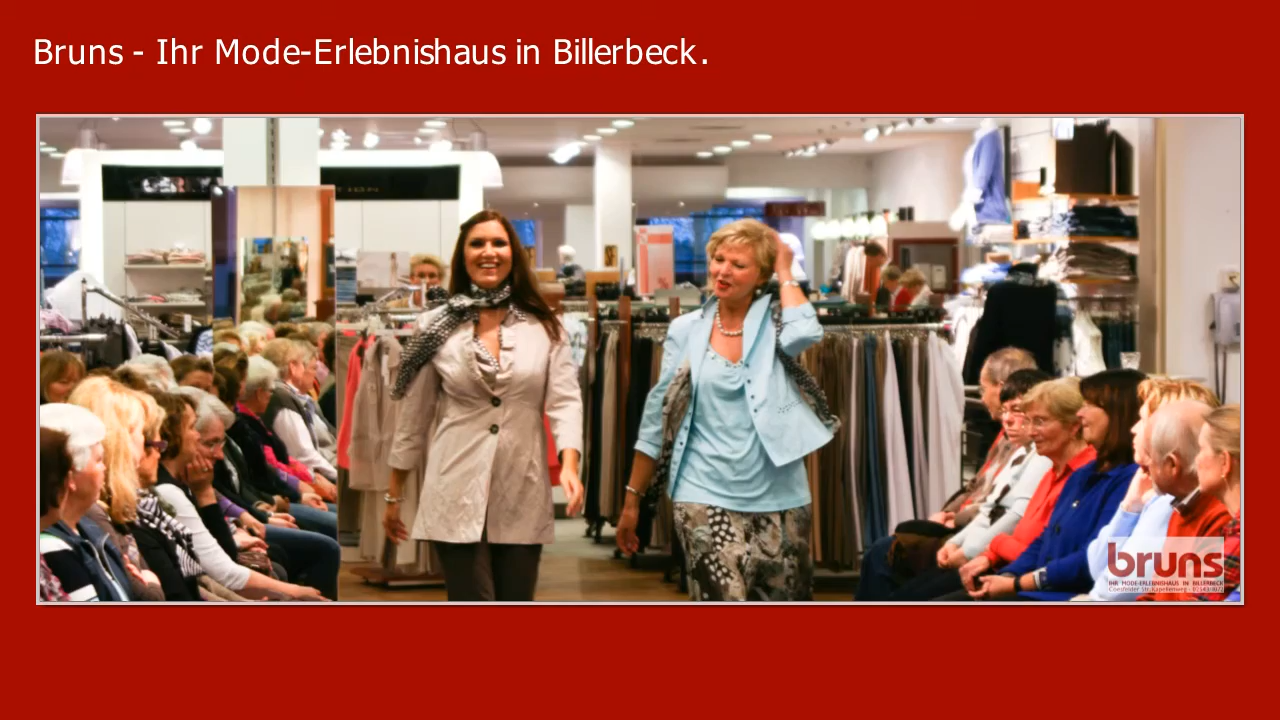 Bruns - Ihr Mode-Erlebnishaus in Billerbeck.
bruns
IHR MODE-ERLEBNISHAUS IN BILLERBECK